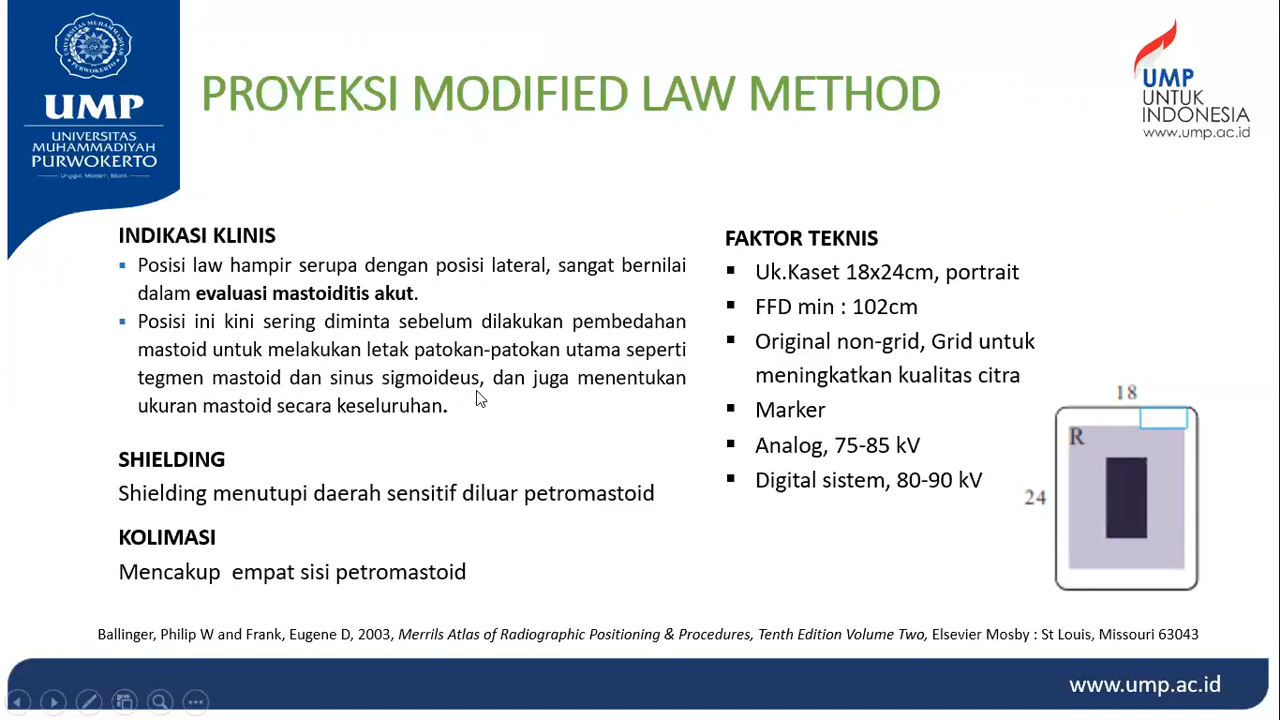 UMP
UNIVERSITAS
MUHAMMADIYAH
PURWOKERTO
Unggul, Modern, Islami
PROYEKSI MODIFIED LAW METHOD
UMP
UNTUK
INDONESIA
www.ump.ac.id
INDIKASI KLINIS
▪ Posisi law hampir serupa dengan posisi lateral, sangat bernilai
dalam evaluasi mastoiditis akut.
▪ Posisi ini kini sering diminta sebelum dilakukan pembedahan
mastoid untuk melakukan letak patokan-patokan utama seperti
tegmen mastoid dan sinus sigmoideus, dan juga menentukan
ukuran mastoid secara keseluruhan.
SHIELDING
Shielding menutupi daerah sensitif diluar petromastoid
KOLIMASI
Mencakup empat sisi petromastoid
FAKTOR TEKNIS
▪ Uk.Kaset 18x24cm, portrait
▪ FFD min : 102cm
▪ Original non-grid, Grid untuk
meningkatkan kualitas citra
▪ Marker
▪ Analog, 75-85 kV
▪ Digital sistem, 80-90 kV
18
R
24
Ballinger, Philip W and Frank, Eugene D, 2003, Merrils Atlas of Radiographic Positioning & Procedures, Tenth Edition Volume Two, Elsevier Mosby : St Louis, Missouri 63043
www.ump.ac.id